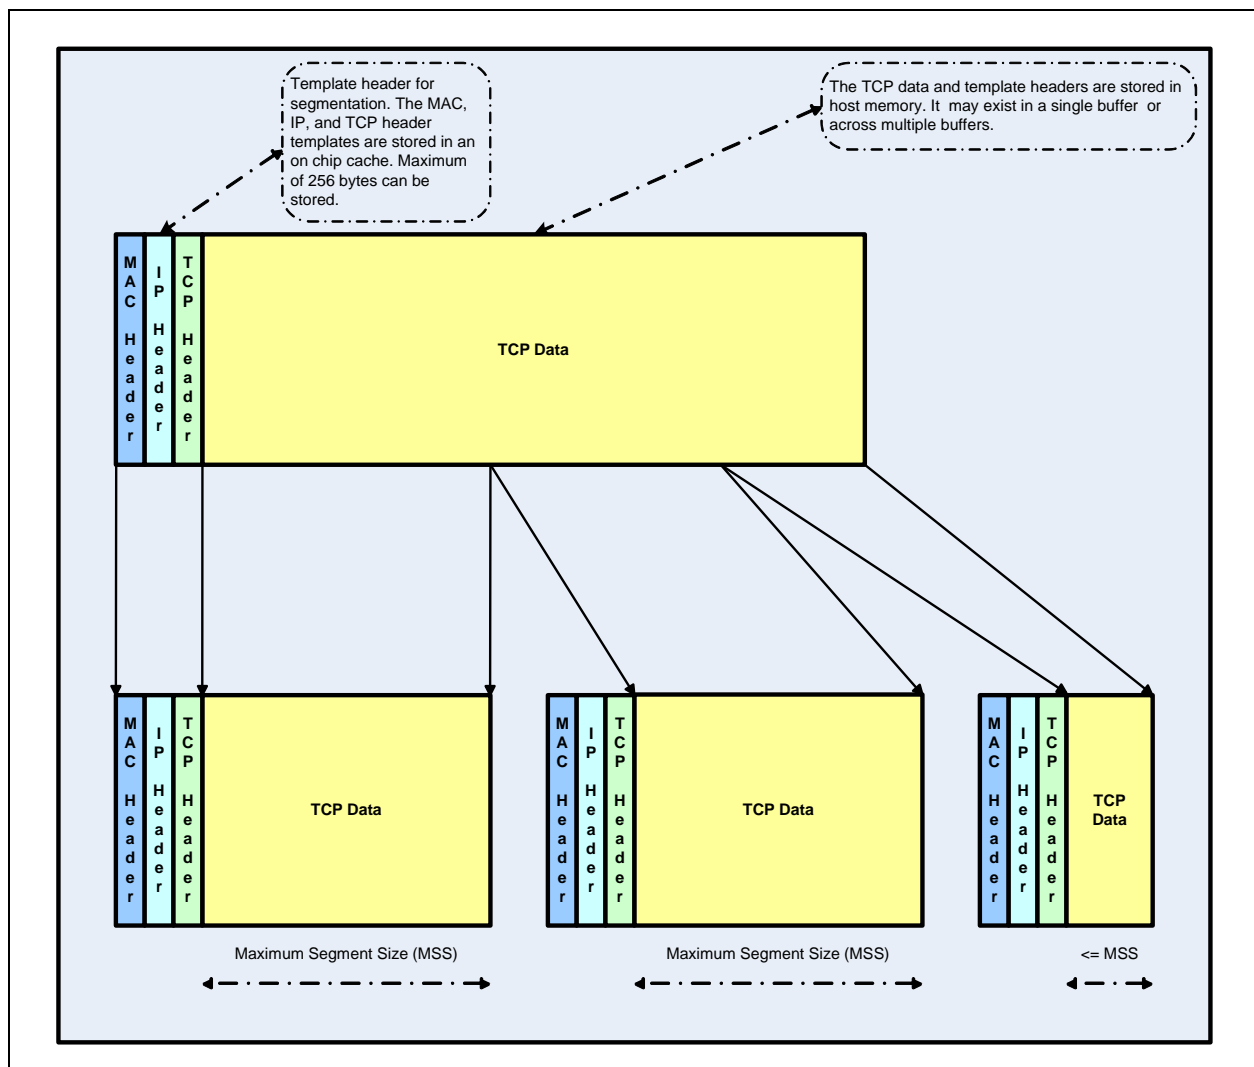 Template header for
segmentation. The MAC,
IP, and TCP header
templates are stored in an
on chip cache. Maximum
of 256 bytes can be
stored.
The TCP data and template headers are stored in
host memory. It may exist in a single buffer or
across multiple buffers.
MAC Header
IP Header
TCP Header
TCP Data
MAC Header
IP Header
TCP Header
TCP Data
MAC Header
IP Header
TCP Header
TCP Data
MAC Header
IP Header
TCP Header
TCP
Data
Maximum Segment Size (MSS)
Maximum Segment Size (MSS)
<= MSS